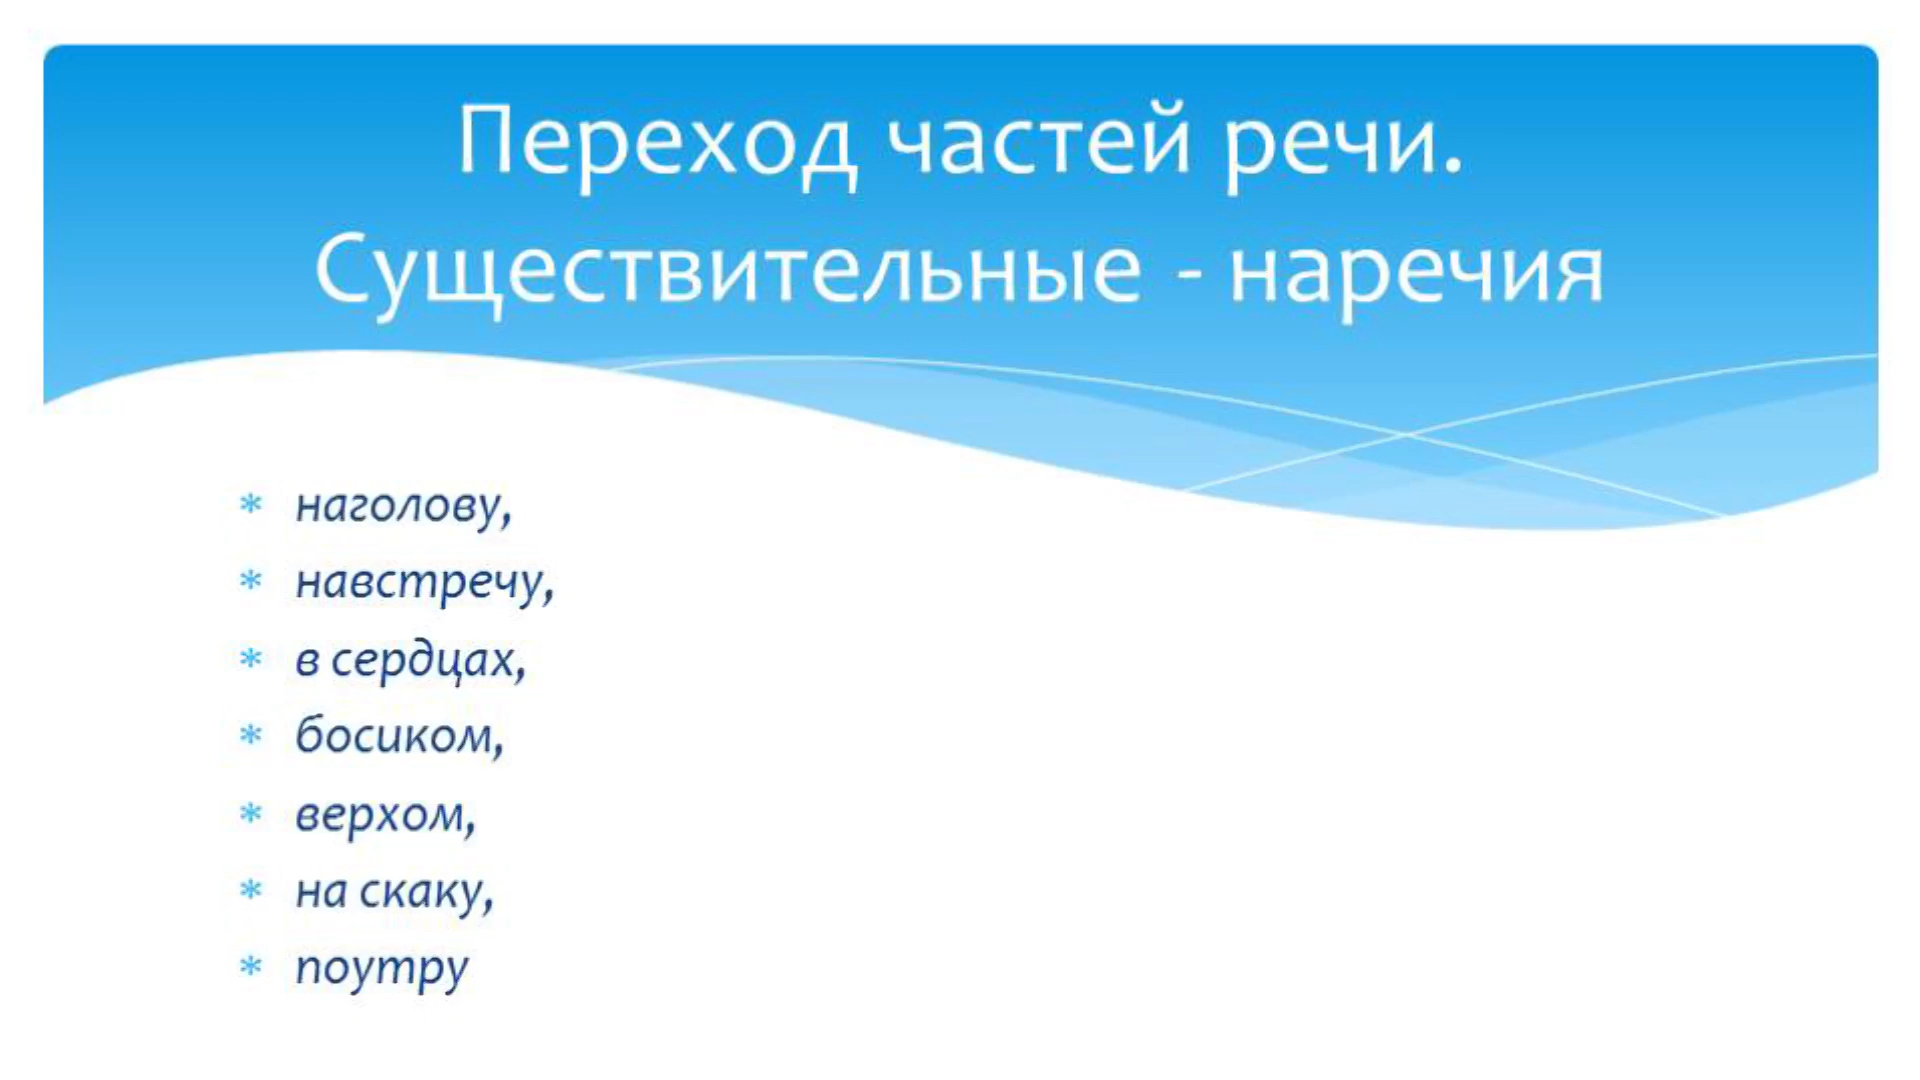 Переход частей речи.
Существительные - наречия
* наголову,
* навстречу,
* в сердцах,
* босиком,
* верхом,
* на скаку,
* поутру